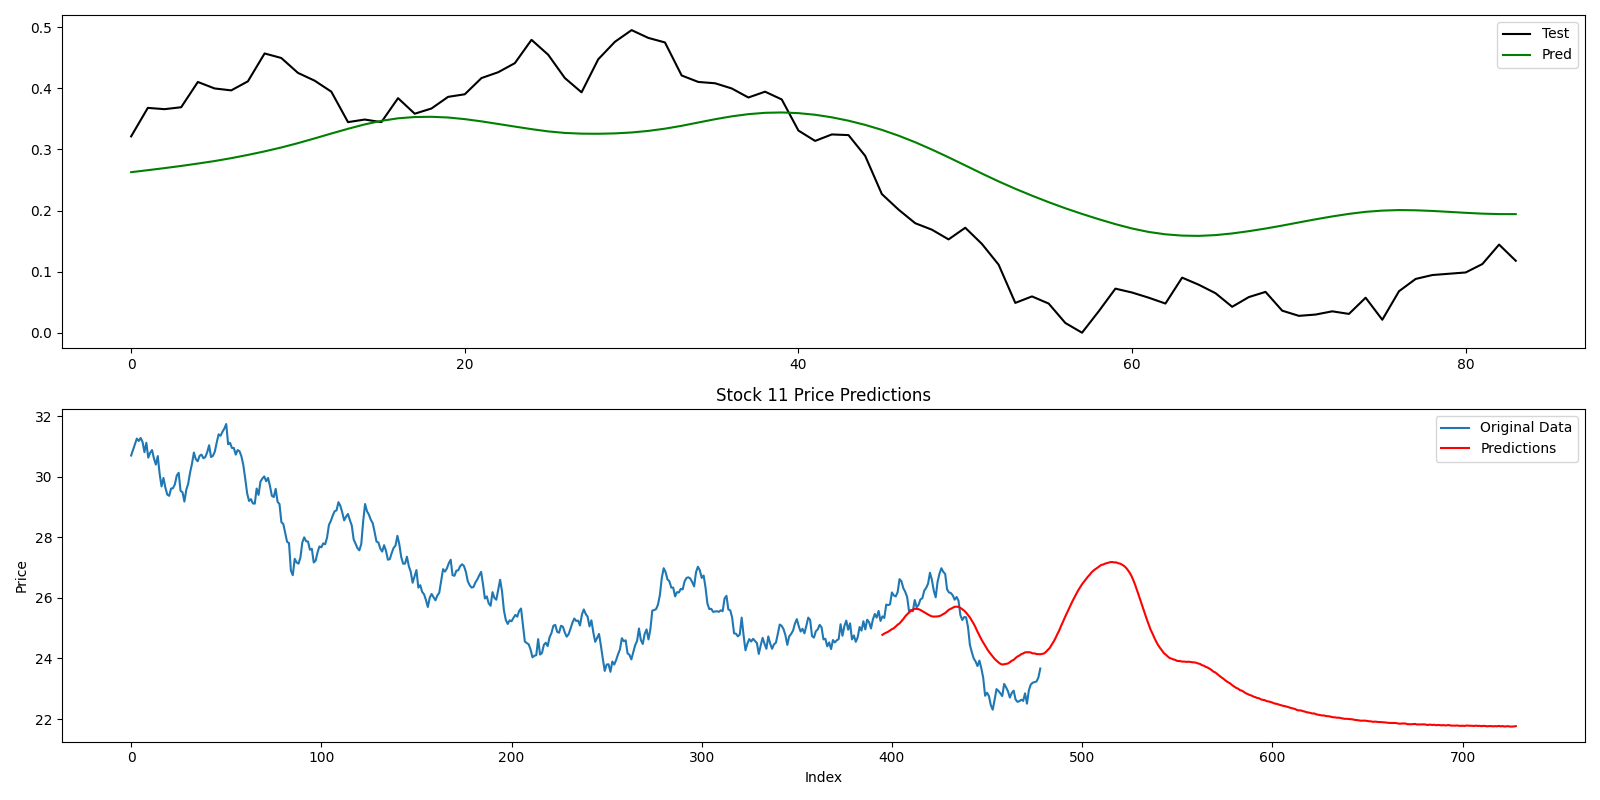 0.5
0.4
0.3
0.2
0.1
0.0
Test
Pred
0 20 40 60 80
Stock 11 Price Predictions
32
30
28
26
24
22
Price
Original Data
Predictions
0 100 200 300 400 500 600 700
Index